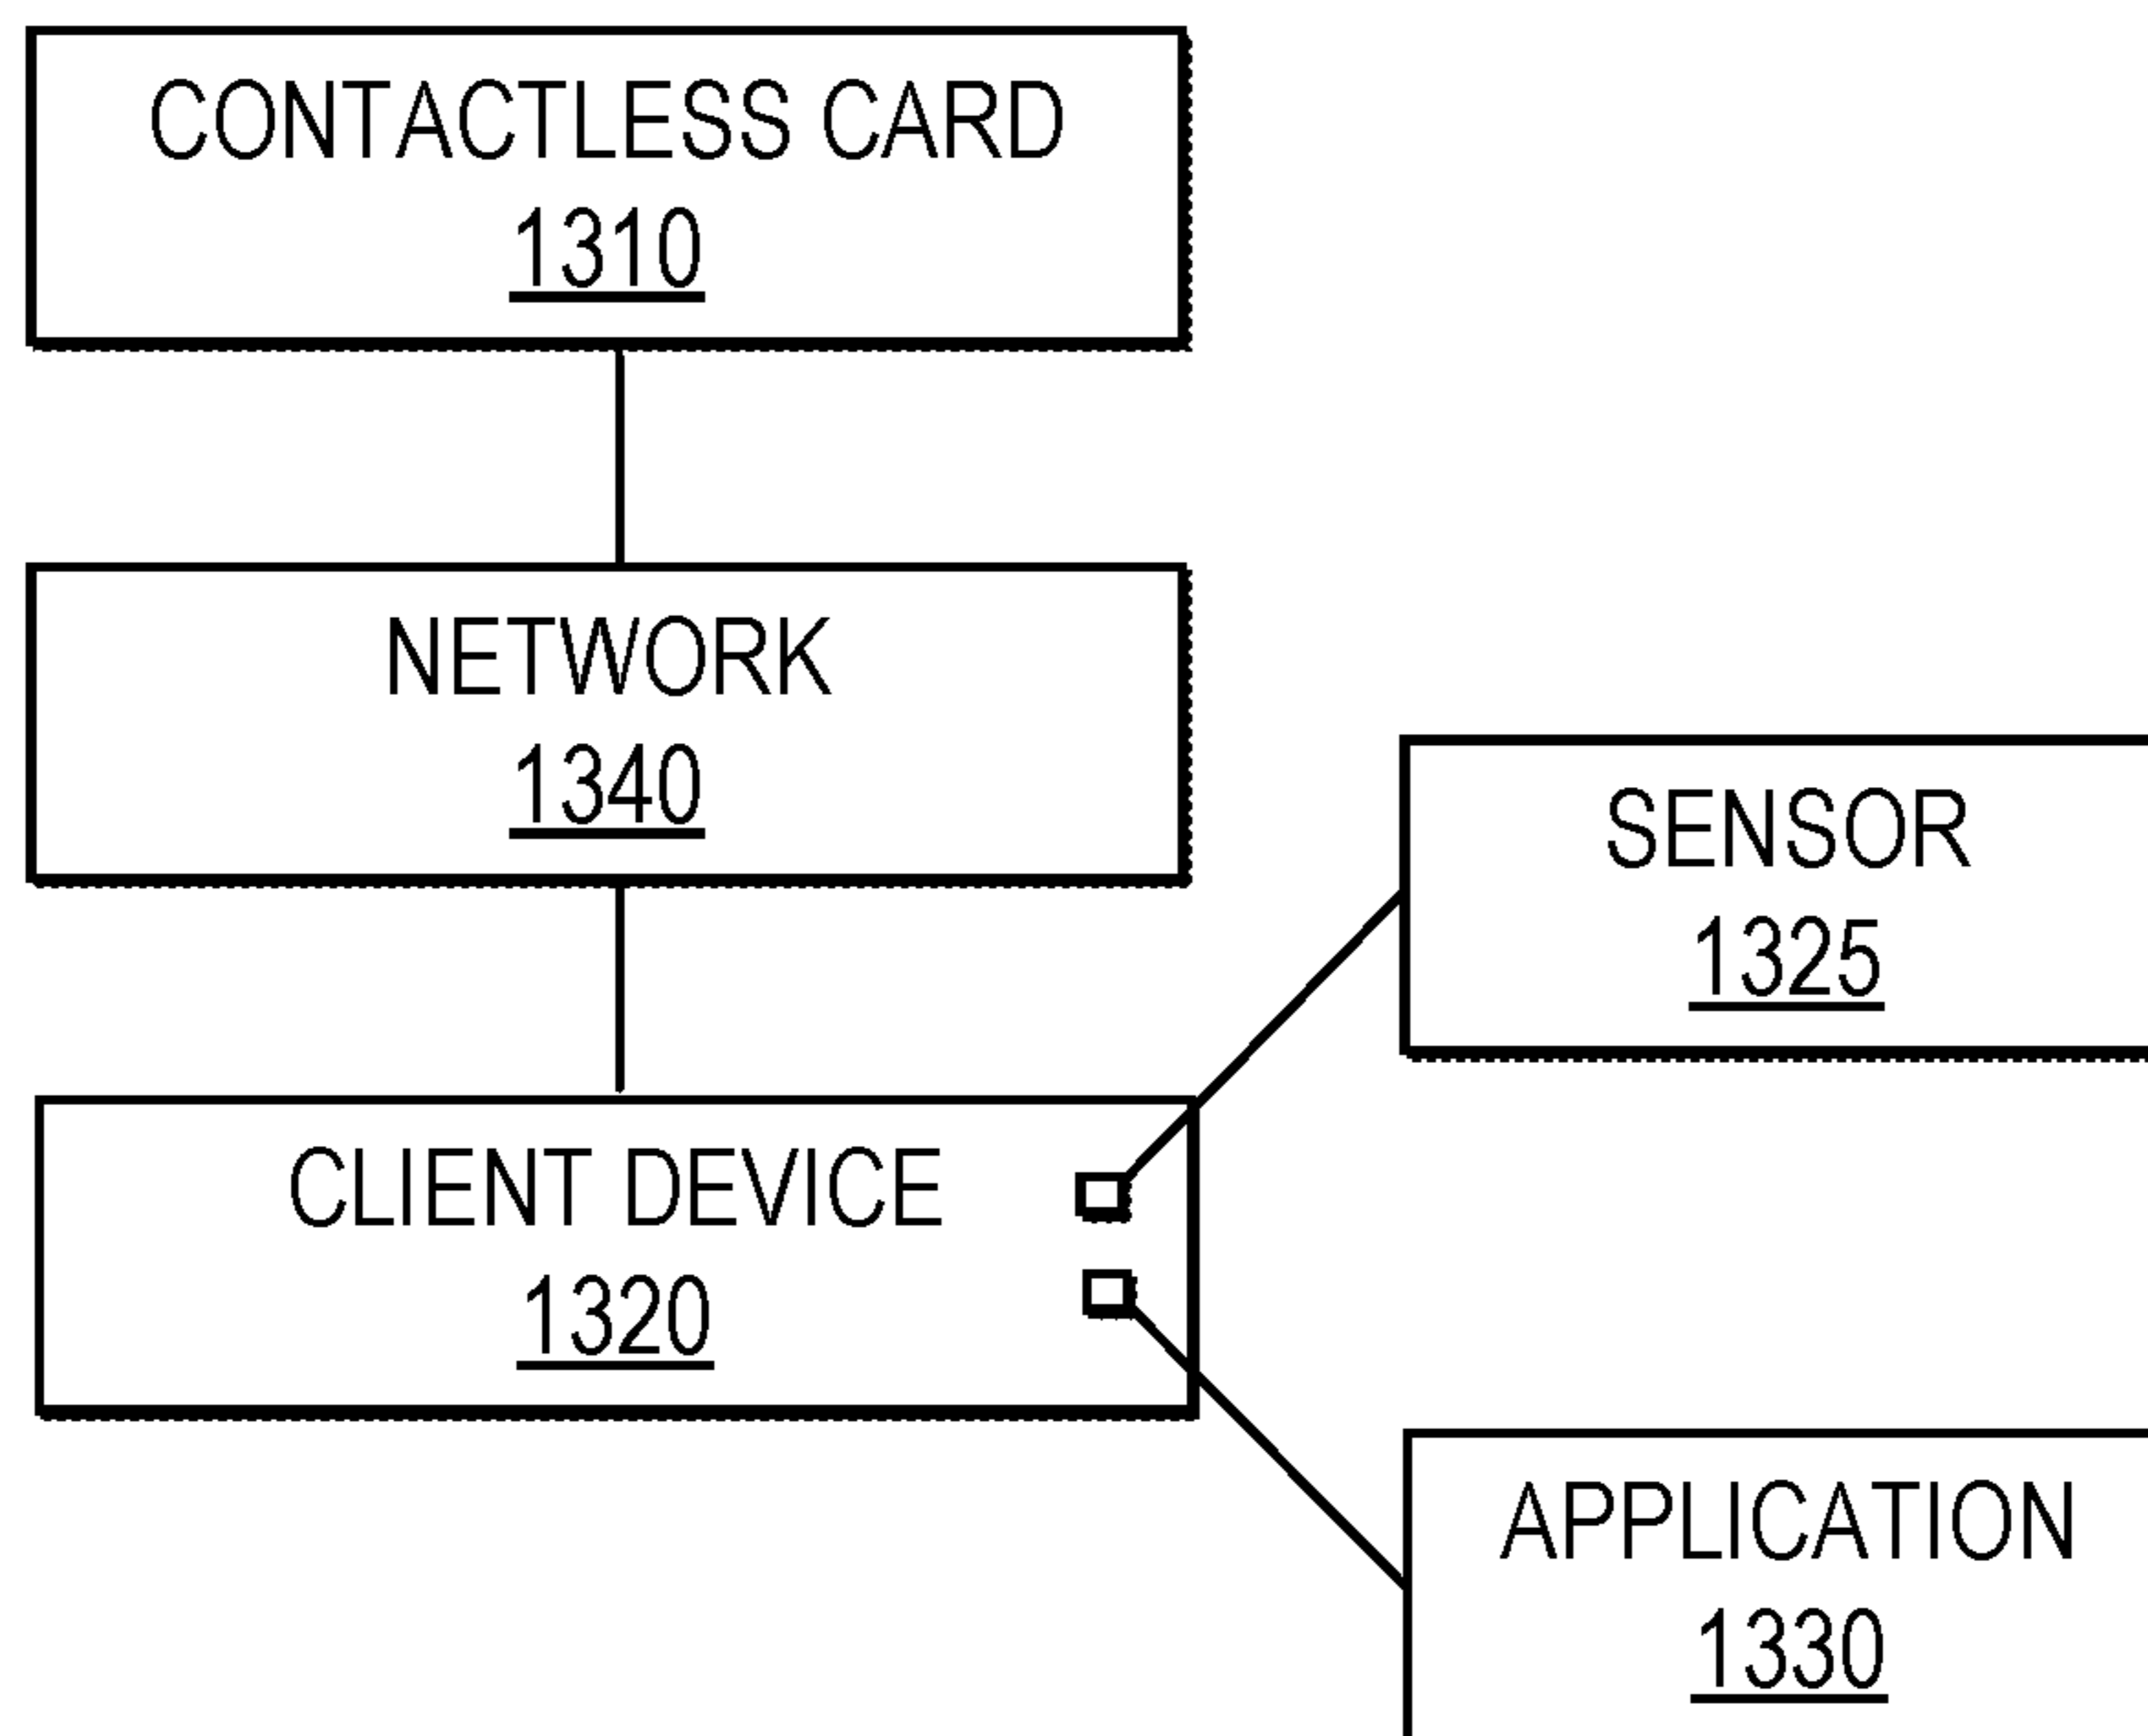 CONTACTLESS CARD
1310
NETWORK
1340
SENSOR
1325
CLIENT DEVICE
1320
APPLICATION
1330